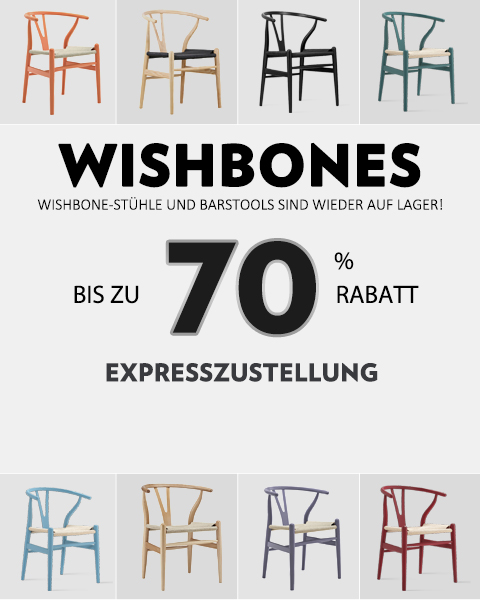 WISHBONES
WISHBONE-STÜHLE UND BARSTOOLS SIND WIEDER AUF LAGER!
BIS ZU 70 % RABATT
EXPRESSZUSTELLUNG